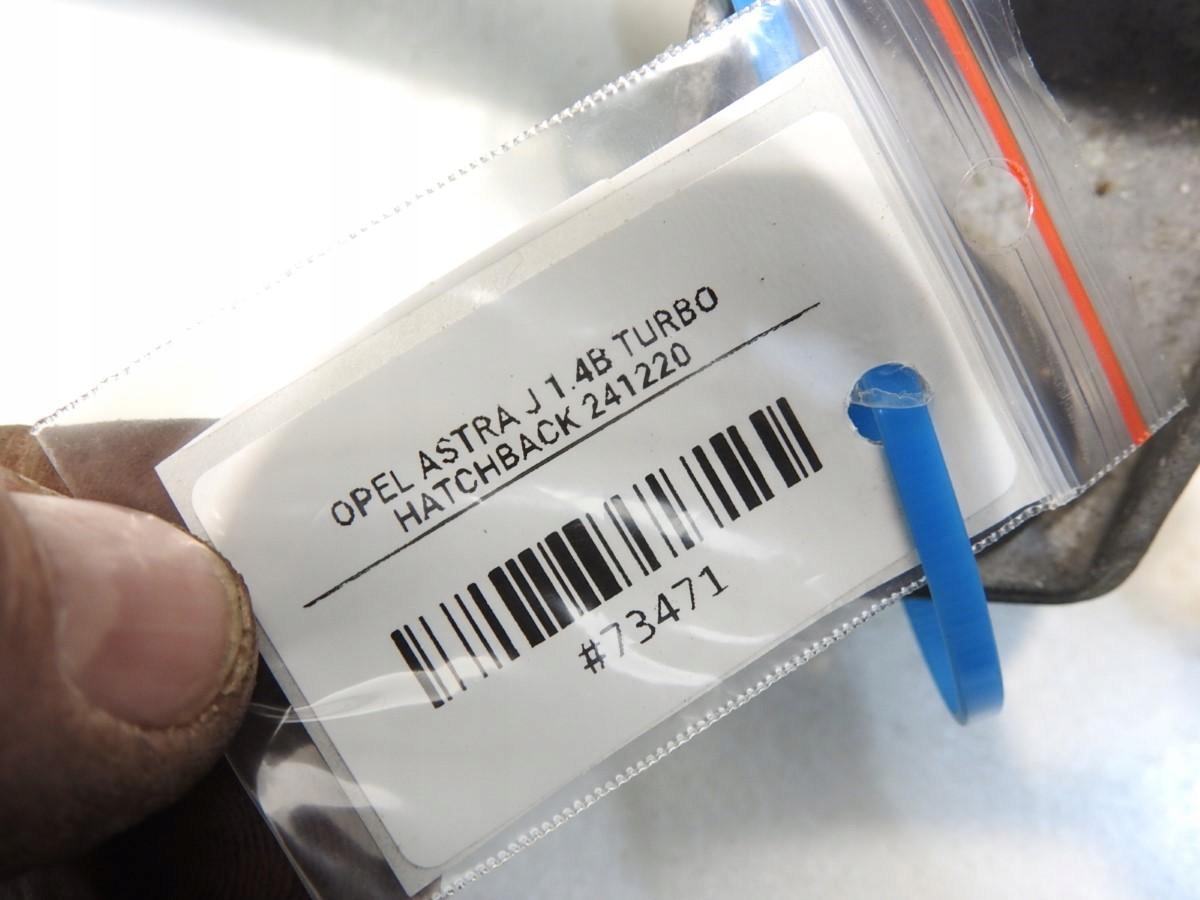 OPEL ASTRA J 1.4B TURBO
HATCHBACK 241220
#73471